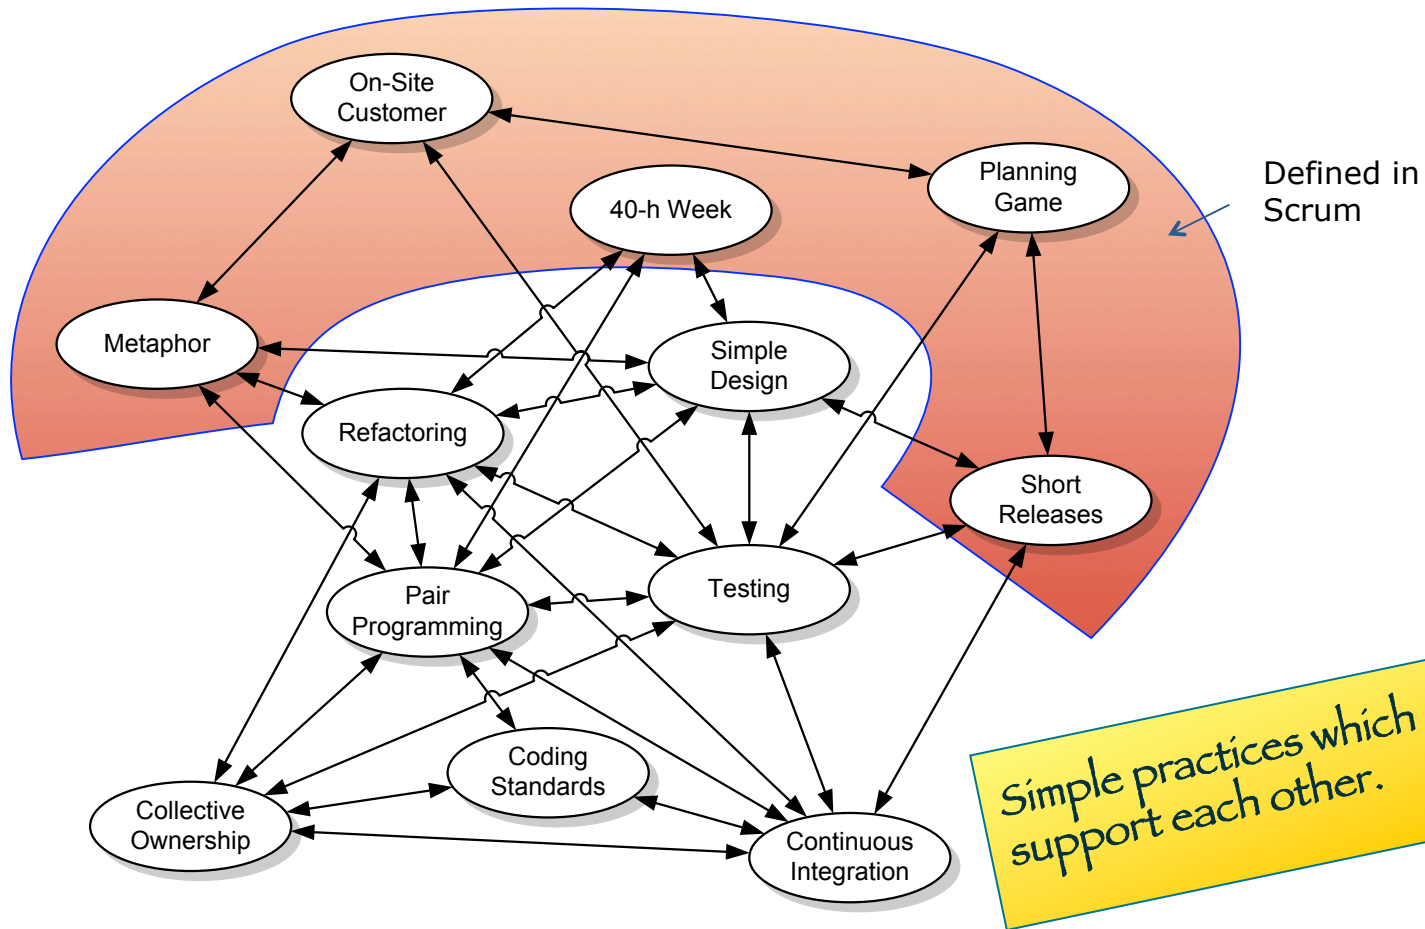 On-Site
Customer
Planning
Game
Defined in
Scrum
40-h Week
Metaphor
Simple
Design
Refactoring
Short
Releases
Testing
Pair
Programming
Simple practices which
support each other.
Coding
Standards
Collective
Ownership
Continuous
Integration